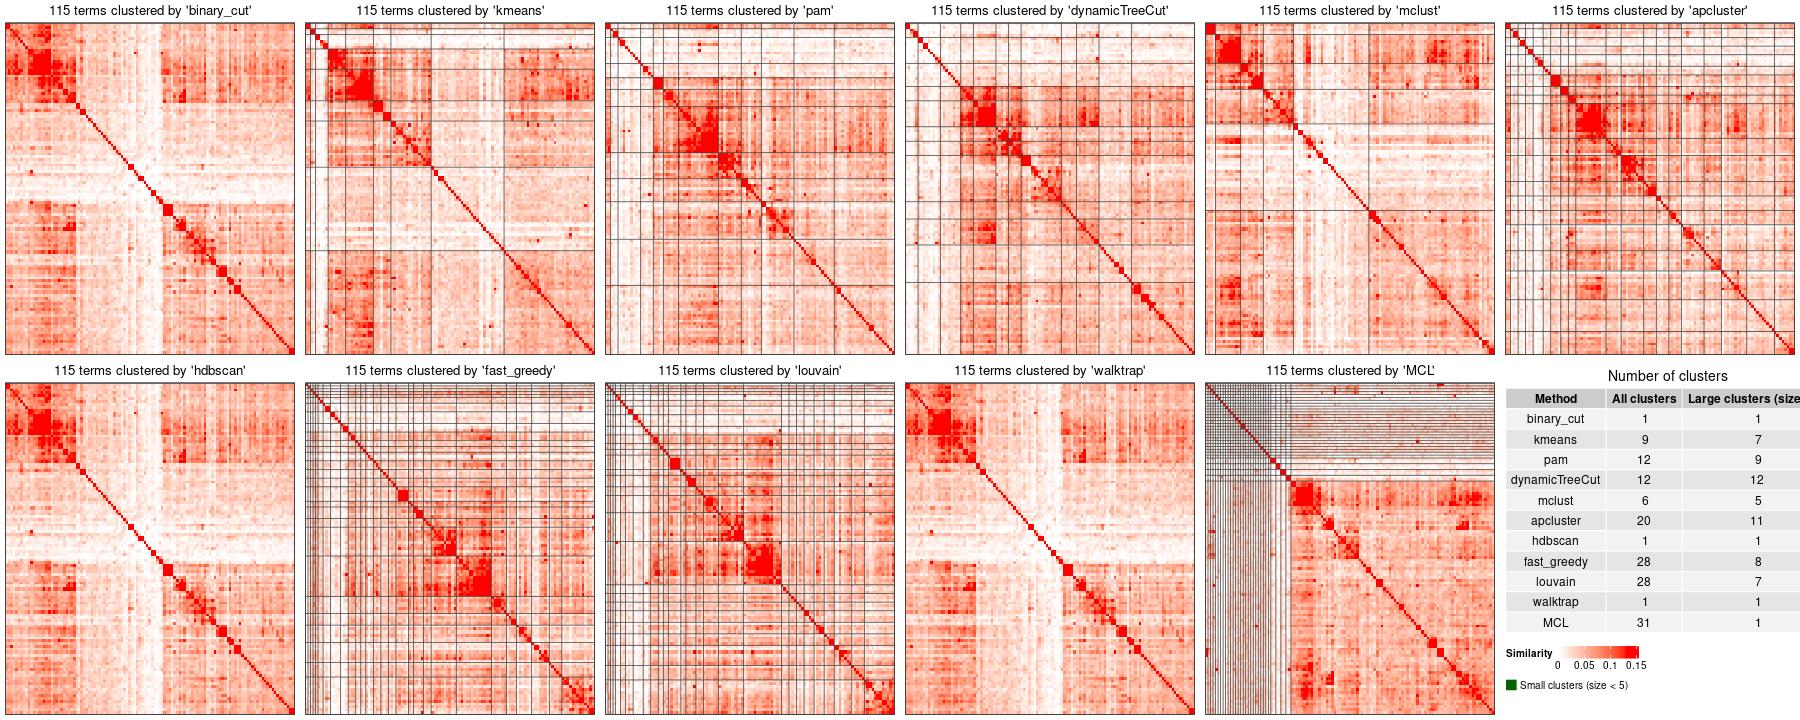 115 terms clustered by 'binary_cut'
115 terms clustered by 'kmeans'
115 terms clustered by 'pam'
115 terms clustered by 'dynamicTreeCut'
115 terms clustered by 'mclust'
115 terms clustered by 'apcluster'
115 terms clustered by 'hdbscan'
115 terms clustered by 'fast_greedy'
115 terms clustered by 'louvain'
115 terms clustered by 'walktrap'
115 terms clustered by 'MCL'
Number of clusters
Method All clusters Large clusters (size
binary_cut 1 1
kmeans 9 7
pam 12 9
dynamicTreeCut 12 12
mclust 6 5
apcluster 20 11
hdbscan 1 1
fast_greedy 28 8
louvain 28 7
walktrap 1 1
MCL 31 1
Similarity
0 0.05 0.1 0.15
Small clusters (size < 5)